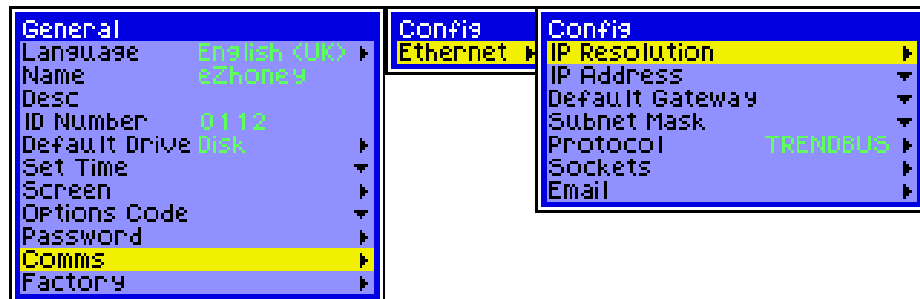 General
Language English (UK)
Name eZhoney
Desc
ID Number 0112
Default Drive Disk
Set Time
Screen
Options Code
Password
Comms
Factory
Config
Ethernet
Config
IP Resolution
IP Address
Default Gateway
Subnet Mask
Protocol TRENDBUS
Sockets
Email